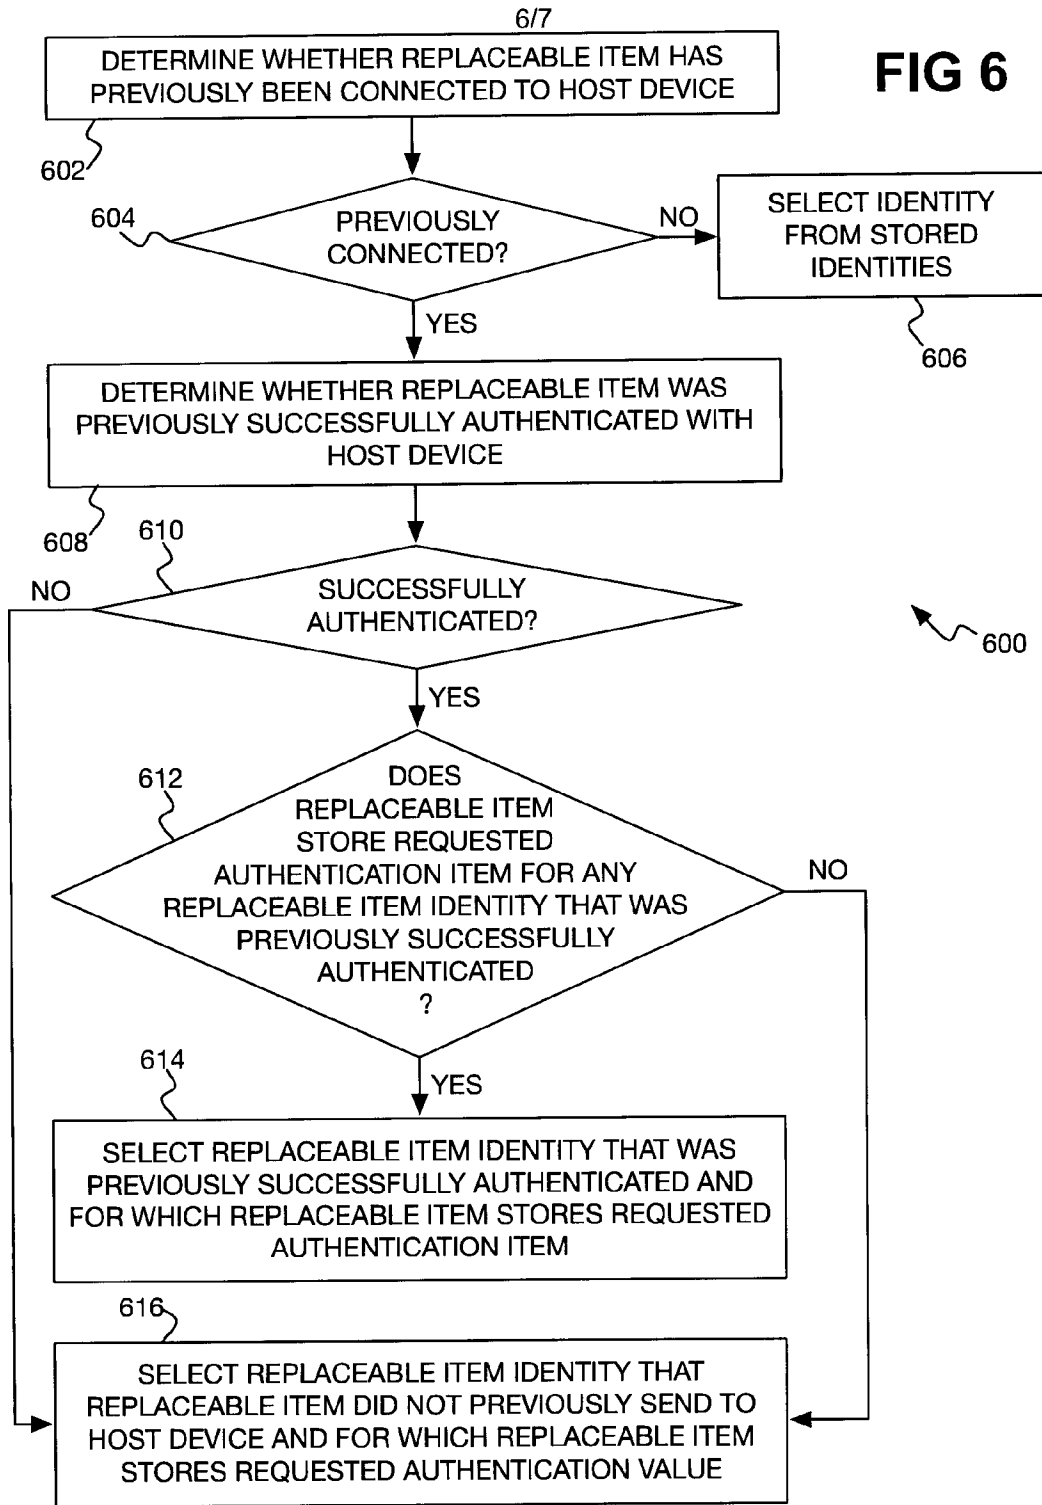 6/7
FIG 6
DETERMINE WHETHER REPLACEABLE ITEM HAS
PREVIOUSLY BEEN CONNECTED TO HOST DEVICE
602
604
PREVIOUSLY
CONNECTED?
NO
SELECT IDENTITY
FROM STORED
IDENTITIES
606
YES
DETERMINE WHETHER REPLACEABLE ITEM WAS
PREVIOUSLY SUCCESSFULLY AUTHENTICATED WITH
HOST DEVICE
608
610
NO
SUCCESSFULLY
AUTHENTICATED?
600
YES
612
DOES
REPLACEABLE ITEM
STORE REQUESTED
AUTHENTICATION ITEM FOR ANY
REPLACEABLE ITEM IDENTITY THAT WAS
PREVIOUSLY SUCCESSFULLY
AUTHENTICATED
?
NO
YES
614
SELECT REPLACEABLE ITEM IDENTITY THAT WAS
PREVIOUSLY SUCCESSFULLY AUTHENTICATED AND
FOR WHICH REPLACEABLE ITEM STORES REQUESTED
AUTHENTICATION ITEM
616
SELECT REPLACEABLE ITEM IDENTITY THAT
REPLACEABLE ITEM DID NOT PREVIOUSLY SEND TO
HOST DEVICE AND FOR WHICH REPLACEABLE ITEM
STORES REQUESTED AUTHENTICATION VALUE